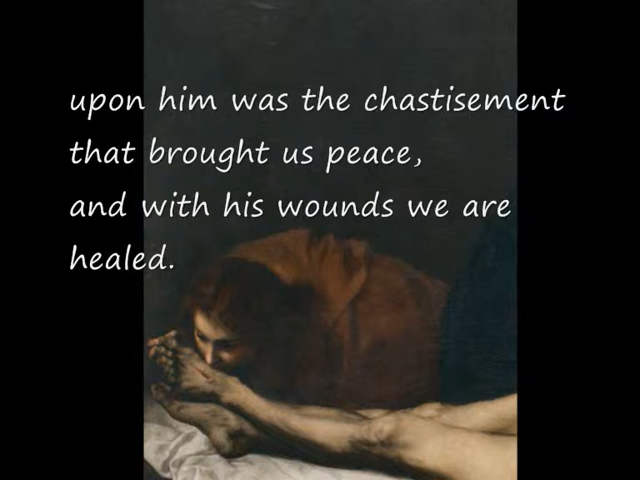 upon him was the chastisement
that brought us peace,
and with his wounds we are
healed.